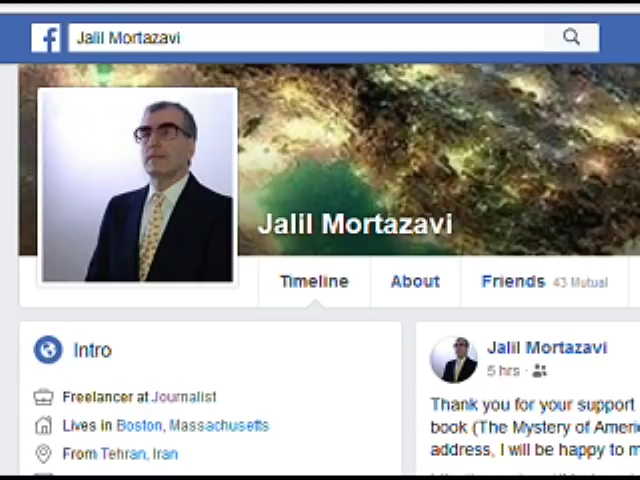 Jalil Mortazavi
Jalil Mortazavi
Timeline
About
Friends 43 Mutual
Intro
Freelancer at Journalist
Lives in Boston, Massachusetts
From Tehran, Iran
Jalil Mortazavi
5 hrs ·
Thank you for your support
book (The Mystery of
address, I will be happy to